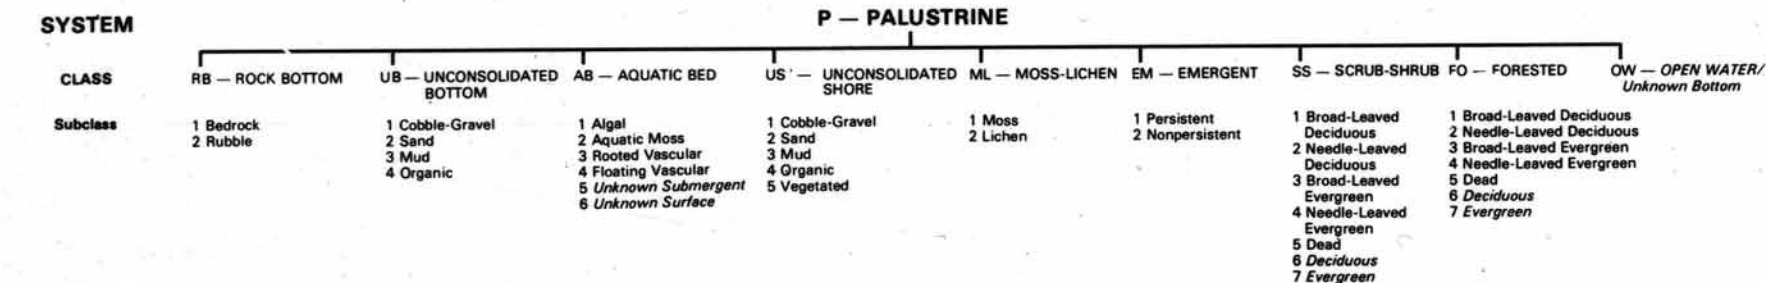 SYSTEM
P — PALUSTRINE
CLASS
RB — ROCK BOTTOM
UB — UNCONSOLIDATED
BOTTOM
AB — AQUATIC BED
US — UNCONSOLIDATED
SHORE
ML — MOSS-LICHEN
EM — EMERGENT
SS — SCRUB-SHRUB
FO — FORESTED
OW — OPEN WATER/
Unknown Bottom
Subclass
1 Bedrock
2 Rubble
1 Cobble-Gravel
2 Sand
3 Mud
4 Organic
1 Algal
2 Aquatic Moss
3 Rooted Vascular
4 Floating Vascular
5 Unknown Submergent
6 Unknown Surface
1 Cobble-Gravel
2 Sand
3 Mud
4 Organic
5 Vegetated
1 Moss
2 Lichen
1 Persistent
2 Nonpersistent
1 Broad-Leaved
Deciduous
2 Needle-Leaved
Deciduous
3 Broad-Leaved
Evergreen
4 Needle-Leaved
Evergreen
5 Dead
6 Deciduous
7 Evergreen
1 Broad-Leaved Deciduous
2 Needle-Leaved Deciduous
3 Broad-Leaved Evergreen
4 Needle-Leaved Evergreen
5 Dead
6 Deciduous
7 Evergreen